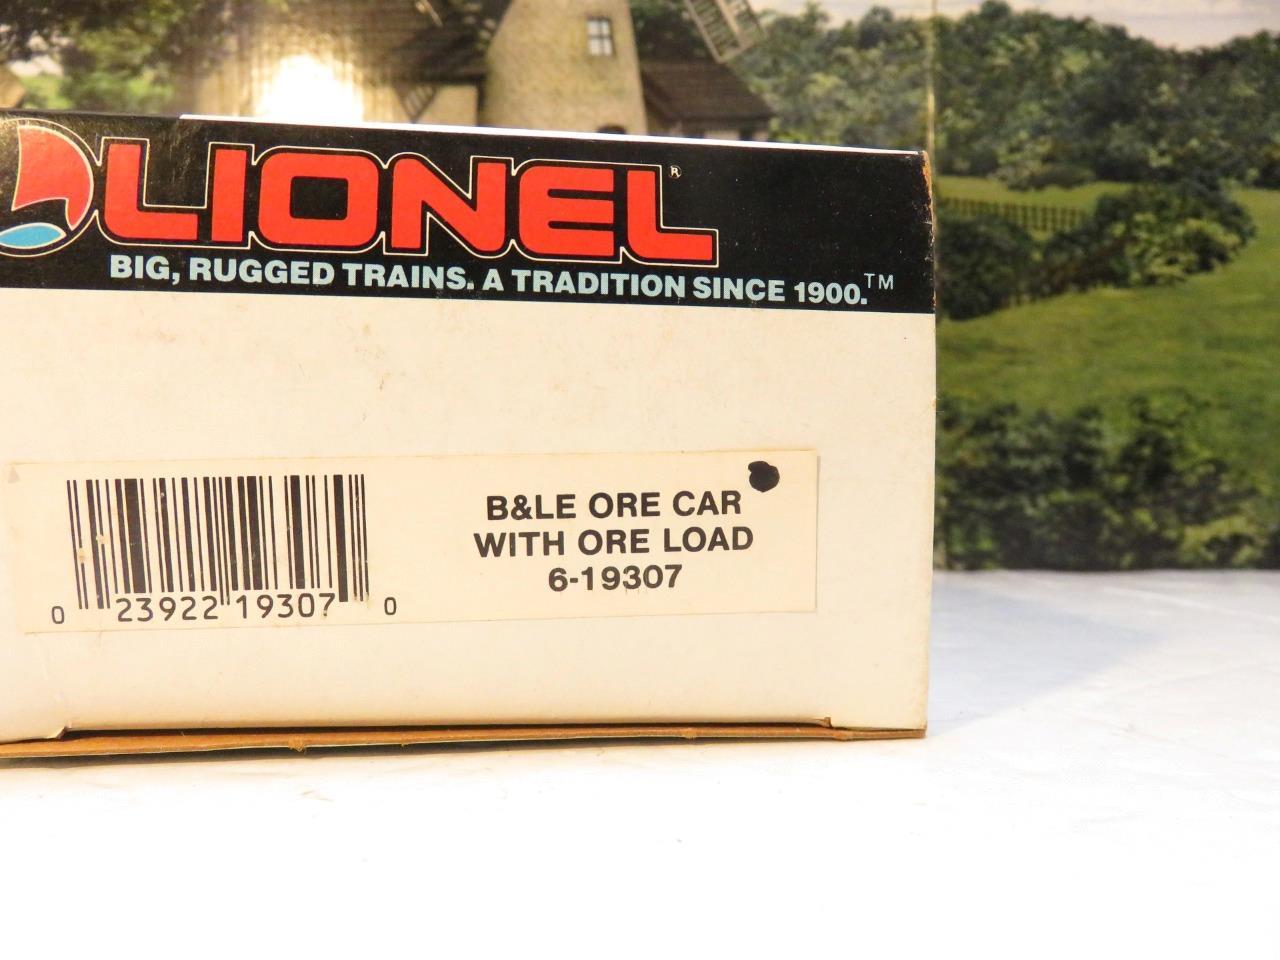 LIONEL®
BIG, RUGGED TRAINS. A TRADITION SINCE 1900.™
B&LE ORE CAR
WITH ORE LOAD
6-19307
0 23922 19307 0